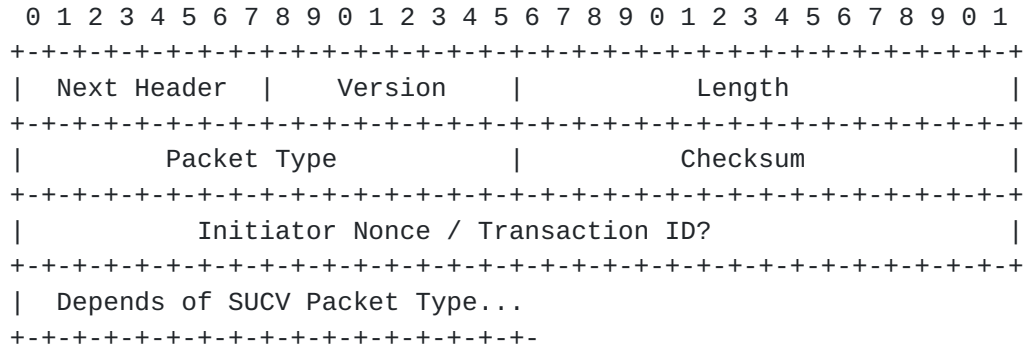 0 1 2 3 4 5 6 7 8 9 0 1 2 3 4 5 6 7 8 9 0 1 2 3 4 5 6 7 8 9 0 1
+-+-+-+-+-+-+-+-+-+-+-+-+-+-+-+-+-+-+-+-+-+-+-+-+-+-+-+-+-+-+-+-+
|  Next Header  |    Version    |           Length              |
+-+-+-+-+-+-+-+-+-+-+-+-+-+-+-+-+-+-+-+-+-+-+-+-+-+-+-+-+-+-+-+-+
|         Packet Type           |          Checksum             |
+-+-+-+-+-+-+-+-+-+-+-+-+-+-+-+-+-+-+-+-+-+-+-+-+-+-+-+-+-+-+-+-+
|           Initiator Nonce / Transaction ID?                   |
+-+-+-+-+-+-+-+-+-+-+-+-+-+-+-+-+-+-+-+-+-+-+-+-+-+-+-+-+-+-+-+-+
|  Depends of SUCV Packet Type...
+-+-+-+-+-+-+-+-+-+-+-+-+-+-+-+-+-